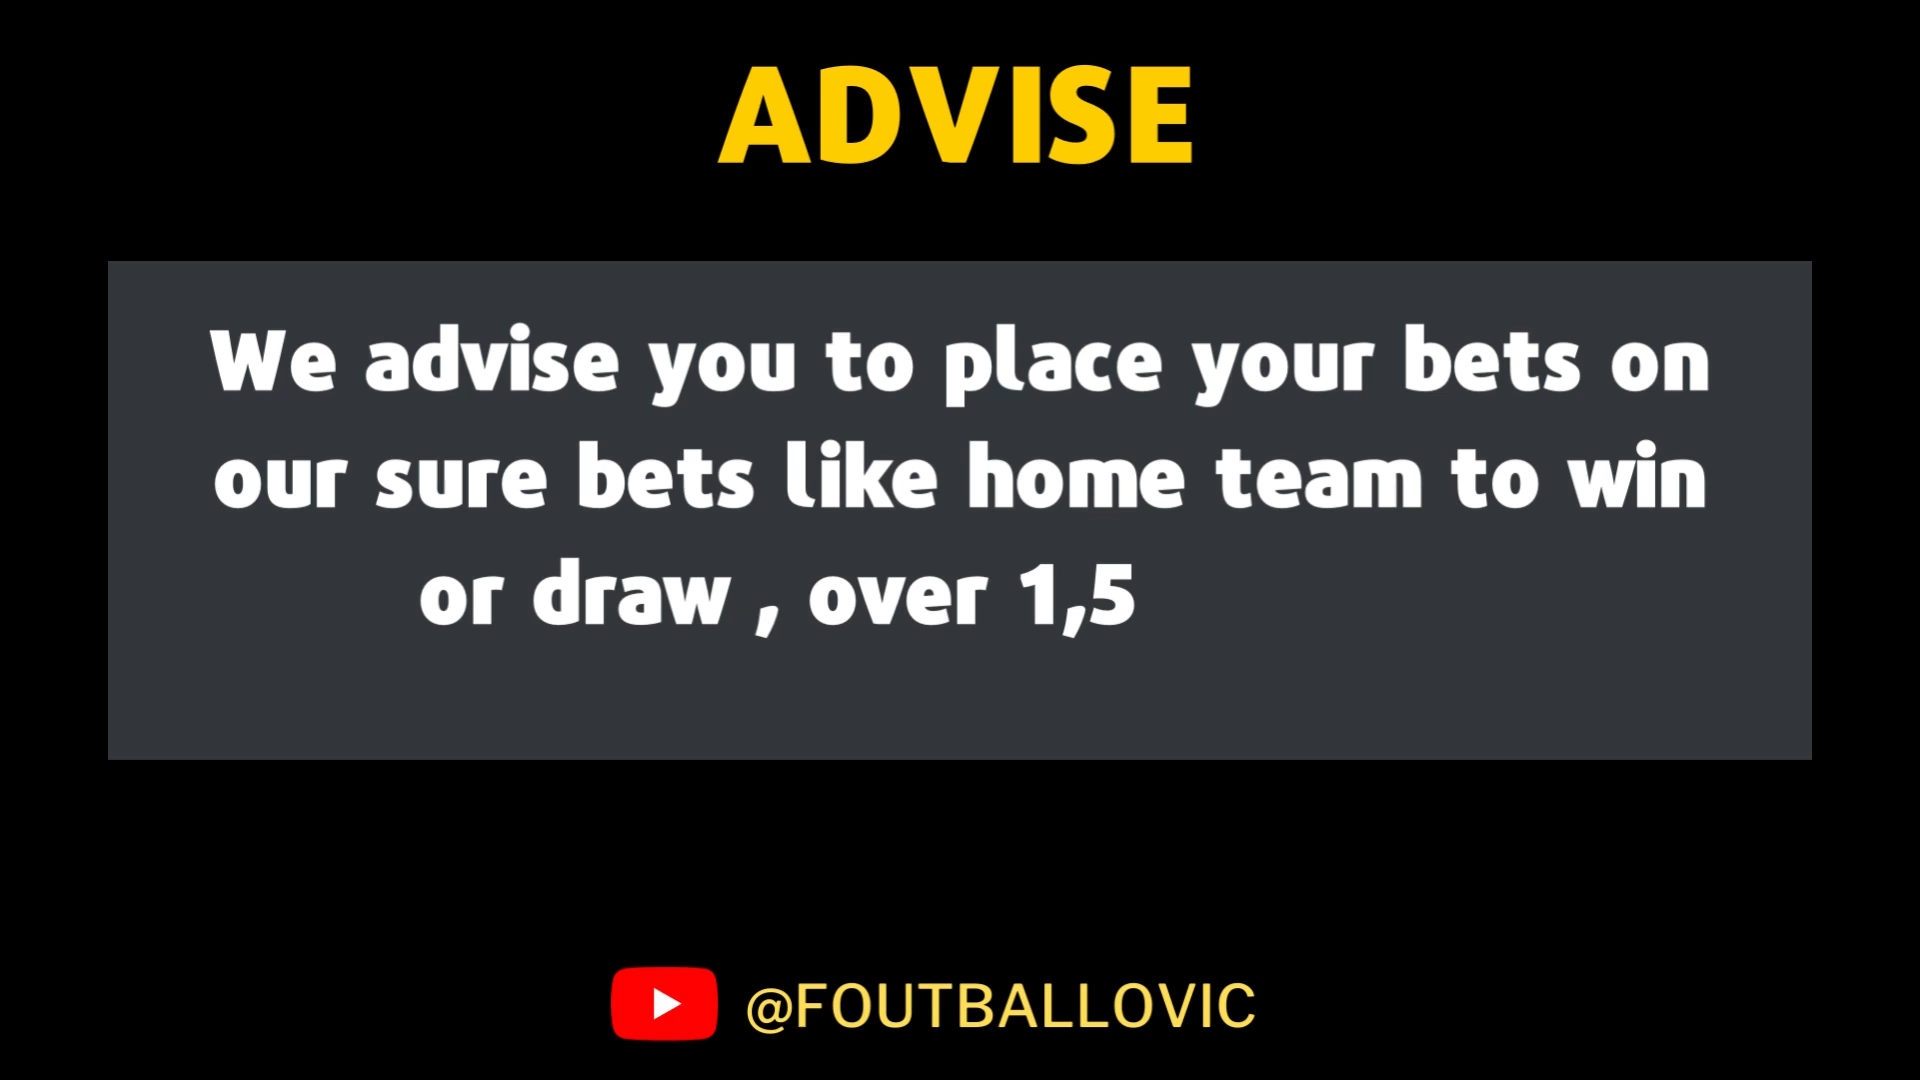 ADVISE
We advise you to place your bets on
our sure bets like home team to win
or draw , over 1,5
@FOUTBALLOVIC